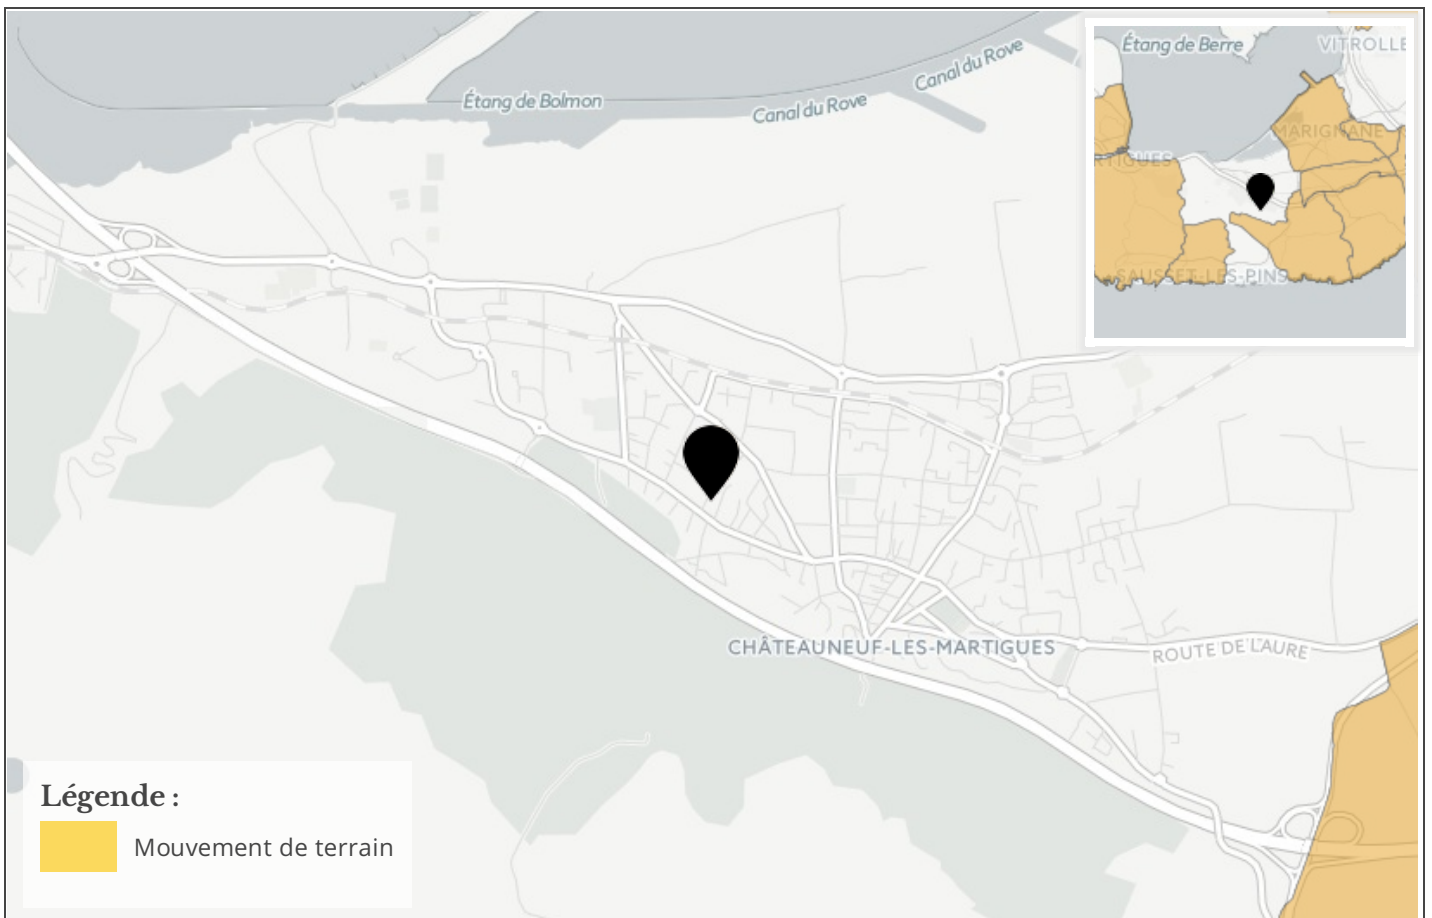 Étang de Bolmon
Canal du Rove
Canal du Rove
Étang de Berre
VITROLLE
MARIGNANE
RTIGUES
SAUSSET-LES-PINS
CHÂTEAUNEUF-LES-MARTIGUES
ROUTE DE L'AURE
Légende :
Mouvement de terrain